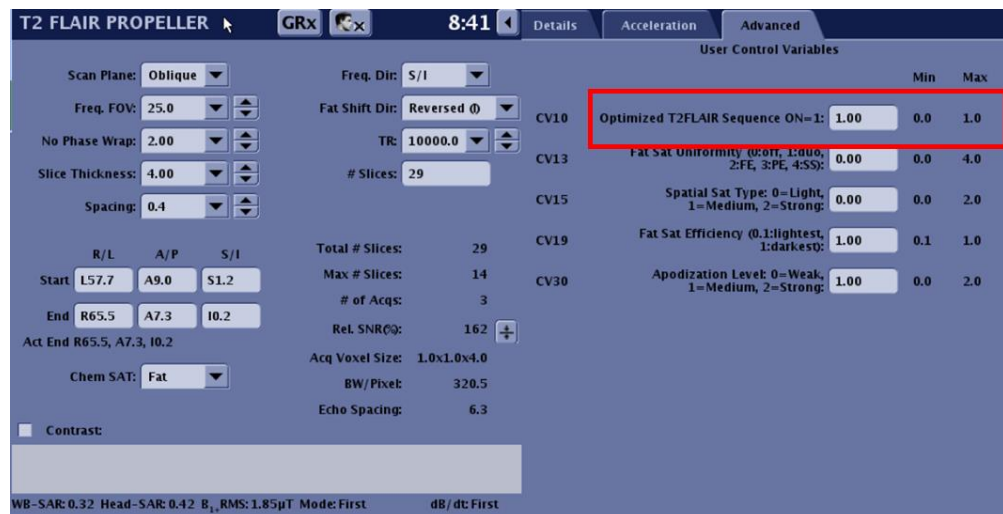 T2 FLAIR PROPELLER GRx x 8:41
Details Acceleration Advanced
User Control Variables
Min Max
Scan Plane: Oblique Freq. Dir: S/I
Freq. FOV: 25.0 Fat Shift Dir: Reversed (I)
CV10 Optimized T2FLAIR Sequence ON=1: 1.00 0.0 1.0
No Phase Wrap: 2.00 TR: 10000.0
CV13 Fat Sat Uniformity (0:off, 1:duo, 2:FE, 3:PE, 4:SS): 0.00 0.0 4.0
Slice Thickness: 4.00 # Slices: 29
CV15 Spatial Sat Type: 0=Light, 1=Medium, 2=Strong: 0.00 0.0 2.0
Spacing: 0.4
CV19 Fat Sat Efficiency (0.1:lightest, 1:darkest): 1.00 0.1 1.0
R/L A/P S/I
Total # Slices: 29
Start L57.7 A9.0 S1.2 Max # Slices: 14
CV30 Apodization Level: 0=Weak, 1=Medium, 2=Strong: 1.00 0.0 2.0
# of Acqs: 3
End R65.5 A7.3 I0.2
Rel. SNR(%): 162
Act End R65.5, A7.3, I0.2
Acq Voxel Size: 1.0x1.0x4.0
Chem SAT: Fat BW/Pixel: 320.5
Echo Spacing: 6.3
Contrast:
WB-SAR: 0.32 Head-SAR: 0.42 B1+RMS: 1.85µT Mode: First dB/dt: First